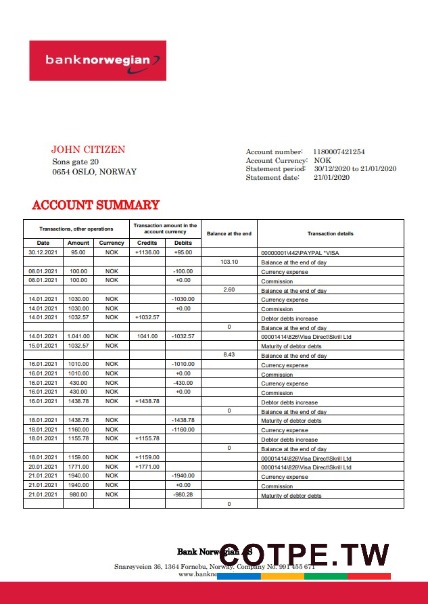 banknorwegian
JOHN CITIZEN
Sons gate 20
0654 OSLO, NORWAY
Account number: 1180007421254
Account Currency: NOK
Statement period: 30/12/2020 to 21/01/2020
Statement date: 21/01/2020
ACCOUNT SUMMARY
Transactions, other operations Transaction amount in the account currency Balance at the end Transaction details
Date Amount Currency Credits Debits
30.12.2021 95.00 NOK +1136.00 +95.00 00000001\442\PAYPAL "VISA
103.10 Balance at the end of day
08.01.2021 100.00 NOK -100.00 Currency expense
08.01.2021 100.00 NOK +0.00 Commission
2.60 Balance at the end of day
14.01.2021 1030.00 NOK -1030.00 Currency expense
14.01.2021 1030.00 NOK +0.00 Commission
14.01.2021 1032.57 NOK +1032.57 Debtor debts increase
0 Balance at the end of day
14.01.2021 1.041.00 NOK 1041.00 -1032.57 00001414\826\Visa Direct\Skrill Ltd
15.01.2021 1032.57 NOK Maturity of debtor debts
8.43 Balance at the end of day
16.01.2021 1010.00 NOK -1010.00 Currency expense
16.01.2021 1010.00 NOK +0.00 Commission
16.01.2021 430.00 NOK -430.00 Currency expense
16.01.2021 430.00 NOK +0.00 Commission
16.01.2021 1438.78 NOK +1438.78 Debtor debts increase
0 Balance at the end of day
18.01.2021 1438.78 NOK -1438.78 Maturity of debtor debts
18.01.2021 1160.00 NOK -1160.00 Currency expense
18.01.2021 1155.78 NOK +1155.78 Debtor debts increase
0 Balance at the end of day
18.01.2021 1159.00 NOK +1159.00 00001414\826\Visa Direct\Skrill Ltd
20.01.2021 1771.00 NOK +1771.00 00001414\826\Visa Direct\Skrill Ltd
21.01.2021 1940.00 NOK -1940.00 Currency expense
21.01.2021 1940.00 NOK +0.00 Commission
21.01.2021 980.00 NOK -980.28 Maturity of debtor debts
0
Bank Norwegian AS
COTPE.TW
Snarøyveien 36, 1364 Fornebu, Norway. Company No. 991 455 671